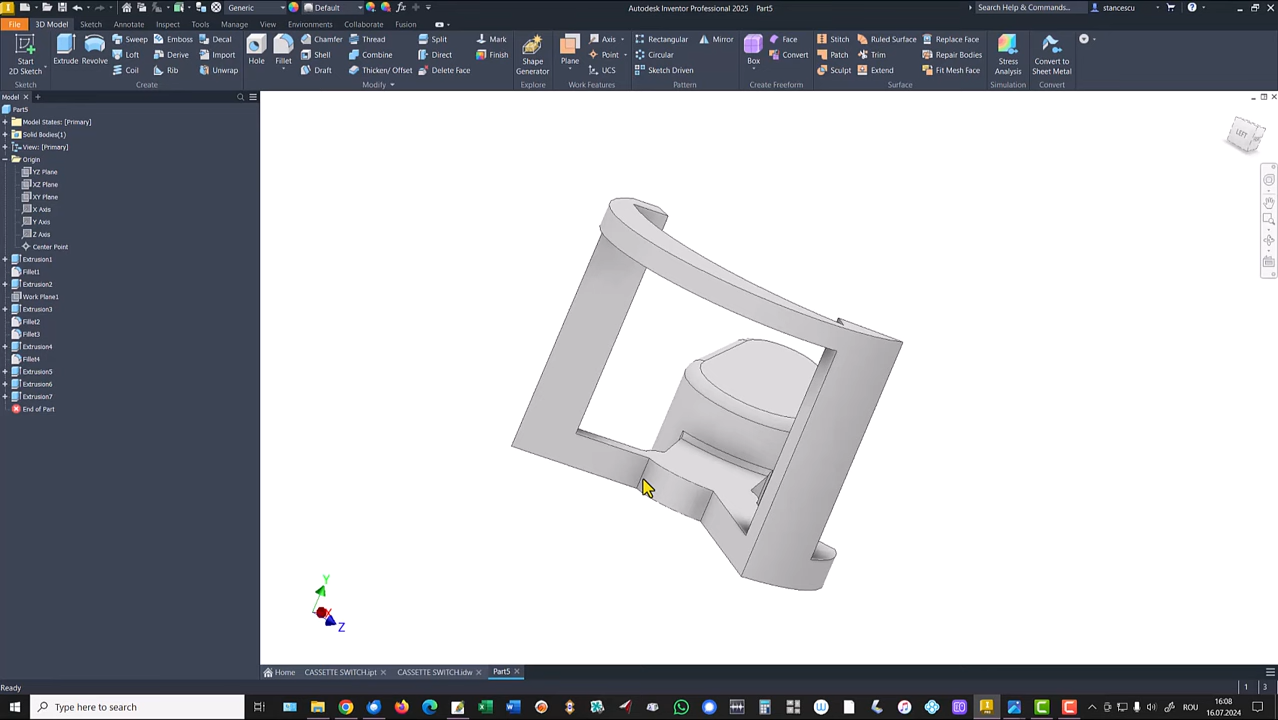 Generic
Default
Autodesk Inventor Professional 2025 Part5
Search Help & Commands...
stancescu
File
3D Model
Sketch
Annotate
Inspect
Tools
Manage
View
Environments
Collaborate
Fusion
Start
2D Sketch
Extrude
Revolve
Sweep
Loft
Coil
Emboss
Derive
Rib
Decal
Import
Unwrap
Hole
Fillet
Chamfer
Shell
Draft
Thread
Combine
Thicken/ Offset
Split
Direct
Delete Face
Mark
Finish
Shape
Generator
Plane
Axis
Point
UCS
Rectangular
Circular
Sketch Driven
Mirror
Box
Face
Convert
Stitch
Patch
Sculpt
Ruled Surface
Trim
Extend
Replace Face
Repair Bodies
Fit Mesh Face
Stress
Analysis
Convert to
Sheet Metal
Sketch
Create
Modify
Explore
Work Features
Pattern
Create Freeform
Surface
Simulation
Convert
Model
Part5
Model States: [Primary]
Solid Bodies(1)
View: [Primary]
Origin
YZ Plane
XZ Plane
XY Plane
X Axis
Y Axis
Z Axis
Center Point
Extrusion1
Fillet1
Extrusion2
Work Plane1
Extrusion3
Fillet2
Fillet3
Extrusion4
Fillet4
Extrusion5
Extrusion6
Extrusion7
End of Part
LEFT
Y
X
Z
Home
CASSETTE SWITCH.ipt
CASSETTE SWITCH.idw
Part5
Ready
1
3
Type here to search
ROU
16:08
16.07.2024